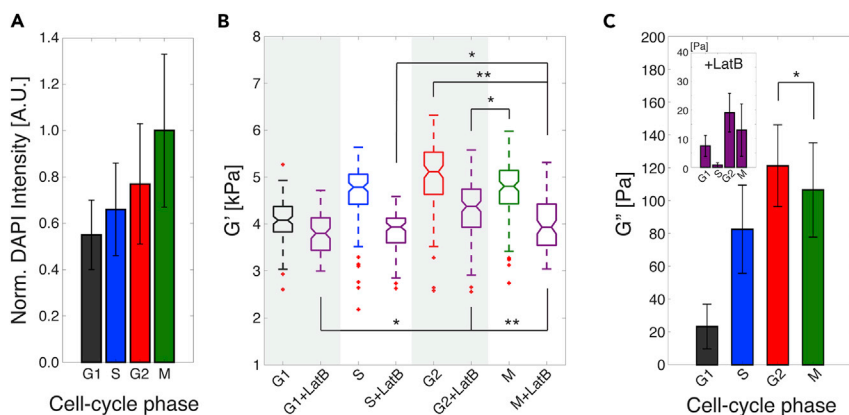 A
Norm. DAPI Intensity [A.U.]
1.4
1.2
1.0
0.8
0.6
0.4
0.2
0.0
G1 S G2 M
Cell-cycle phase
B
G' [kPa]
8
7
6
5
4
3
2
1
*
**
*
* **
G1 G1+LatB S S+LatB G2 G2+LatB M M+LatB
C
G" [Pa]
200
180
160
140
120
100
80
60
40
20
0
[Pa]
40
30
20
10
0
+LatB
G1 S G2 M
*
G1 S G2 M
Cell-cycle phase